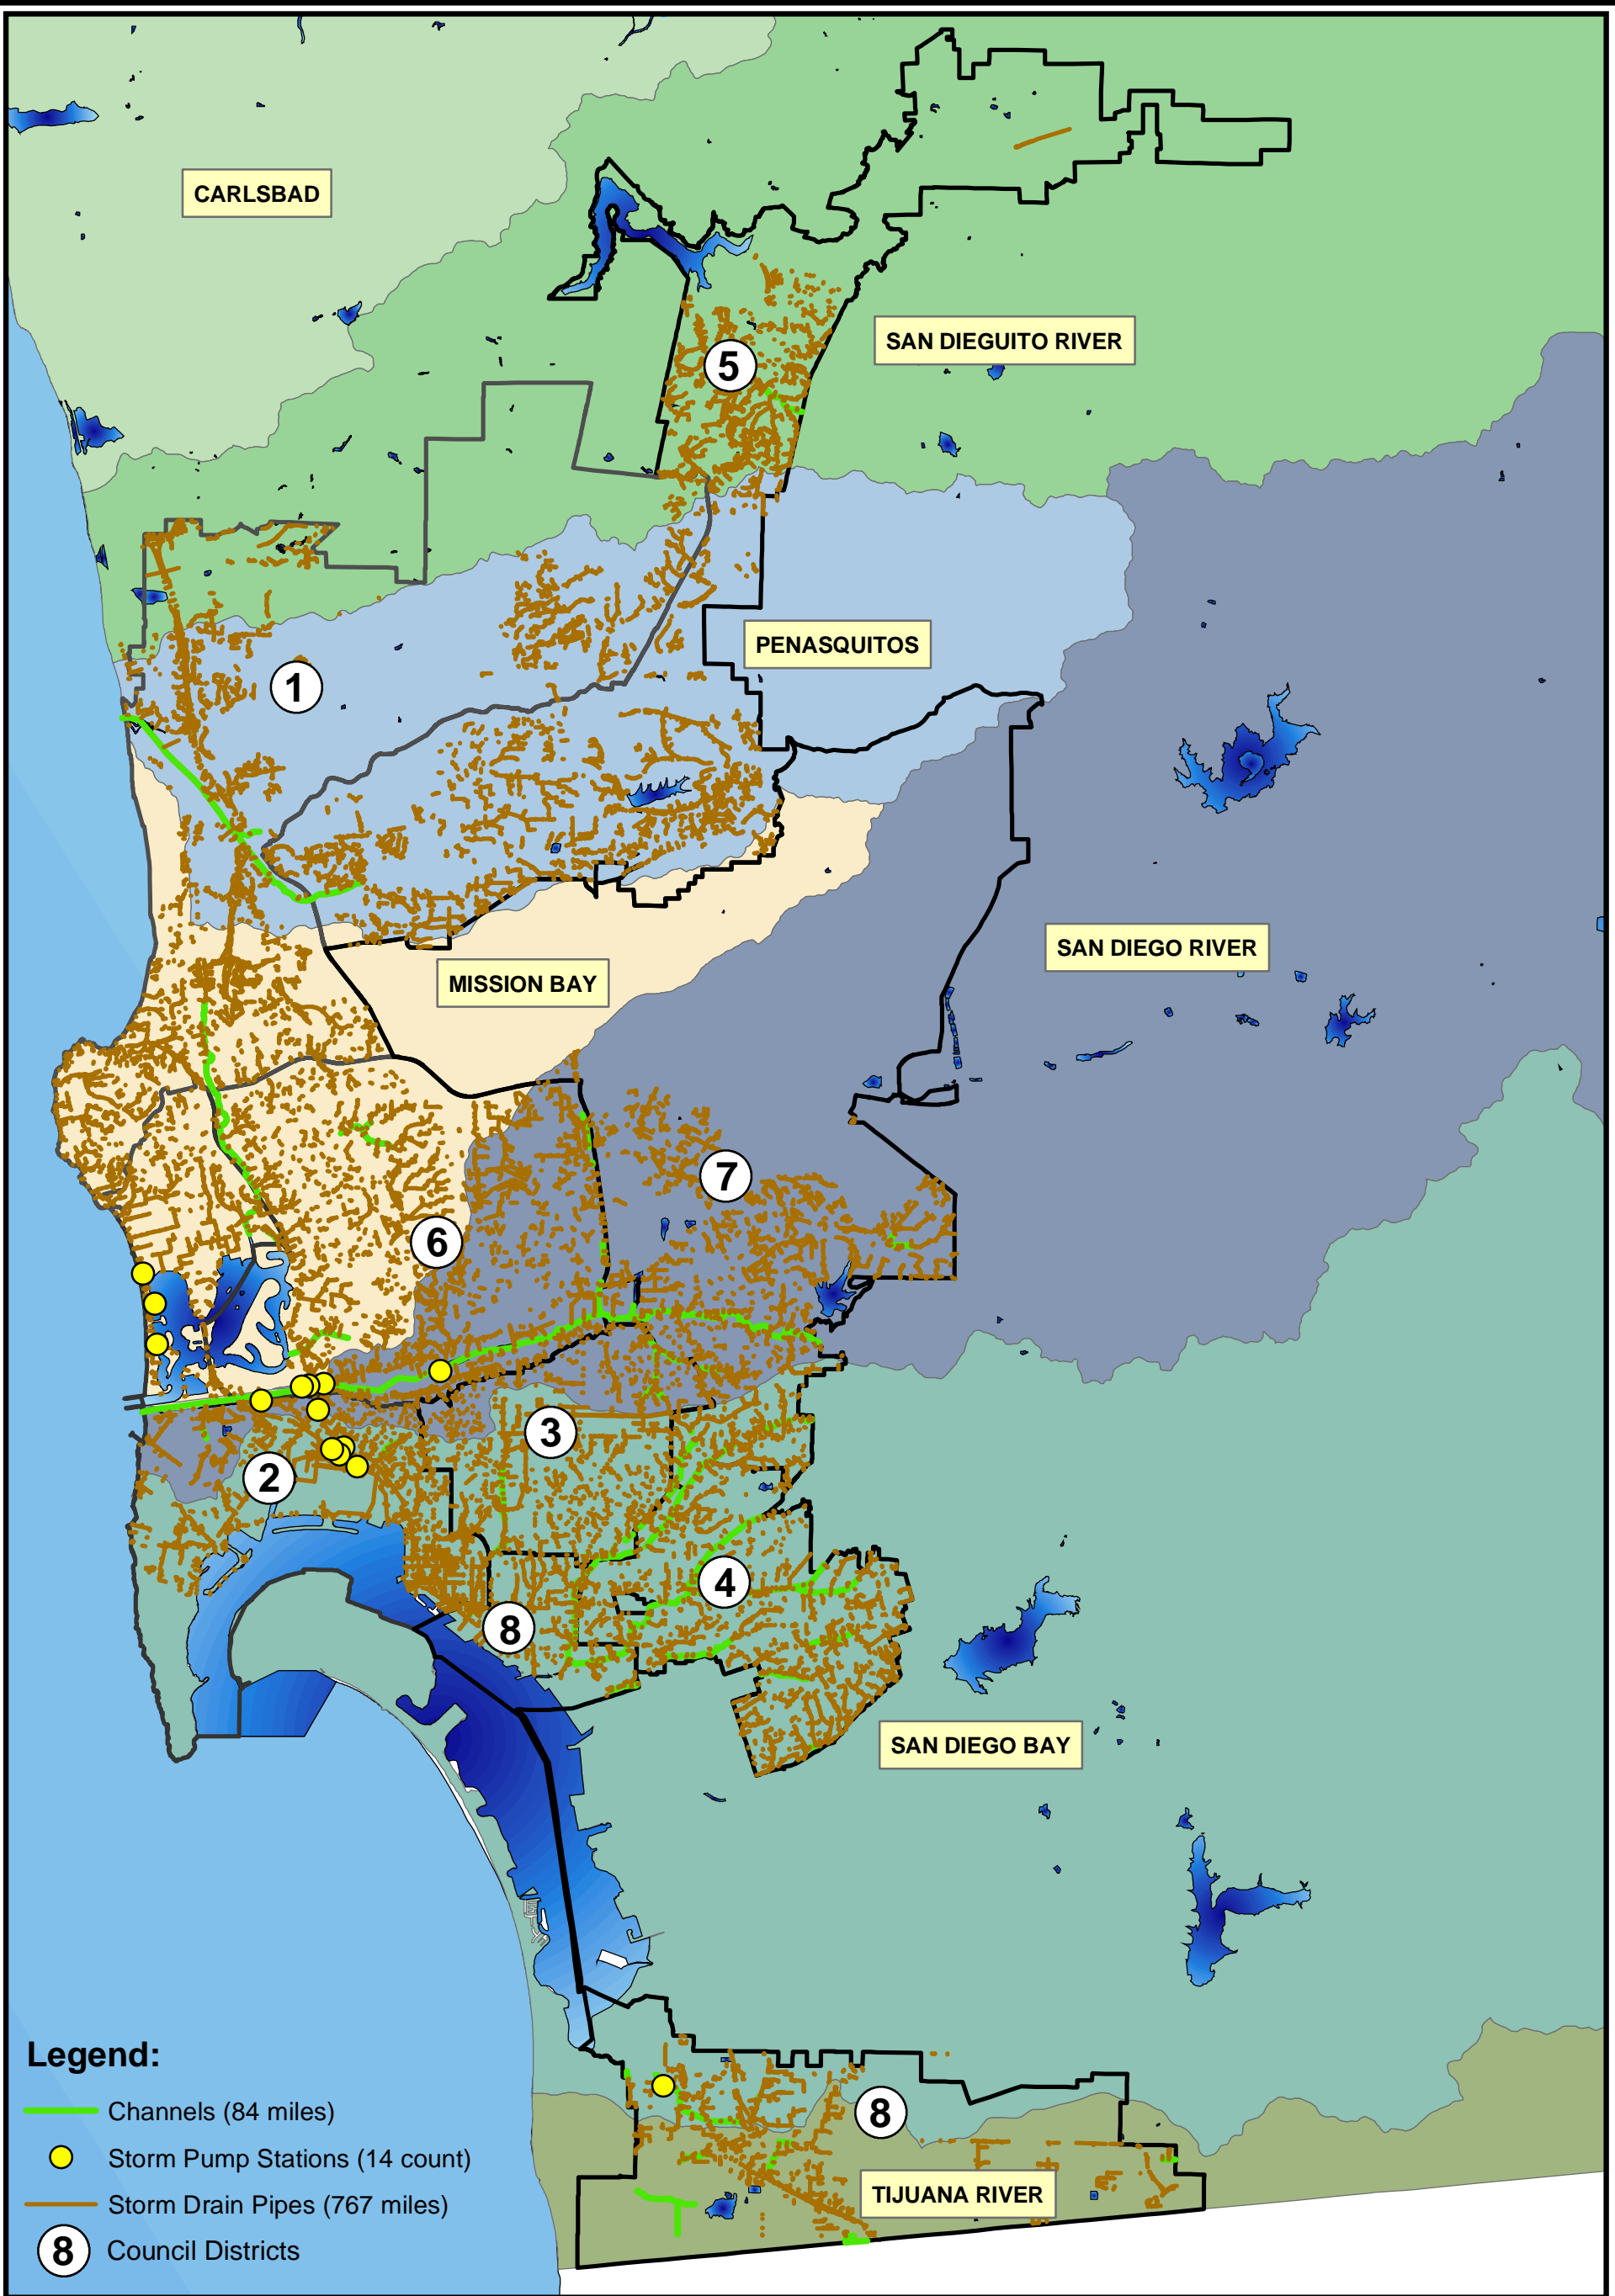 CARLSBAD
SAN DIEGUITO RIVER
5
PENASQUITOS
1
SAN DIEGO RIVER
MISSION BAY
7
6
3
2
4
8
SAN DIEGO BAY
8
TIJUANA RIVER
Legend:
Channels (84 miles)
Storm Pump Stations (14 count)
Storm Drain Pipes (767 miles)
8 Council Districts